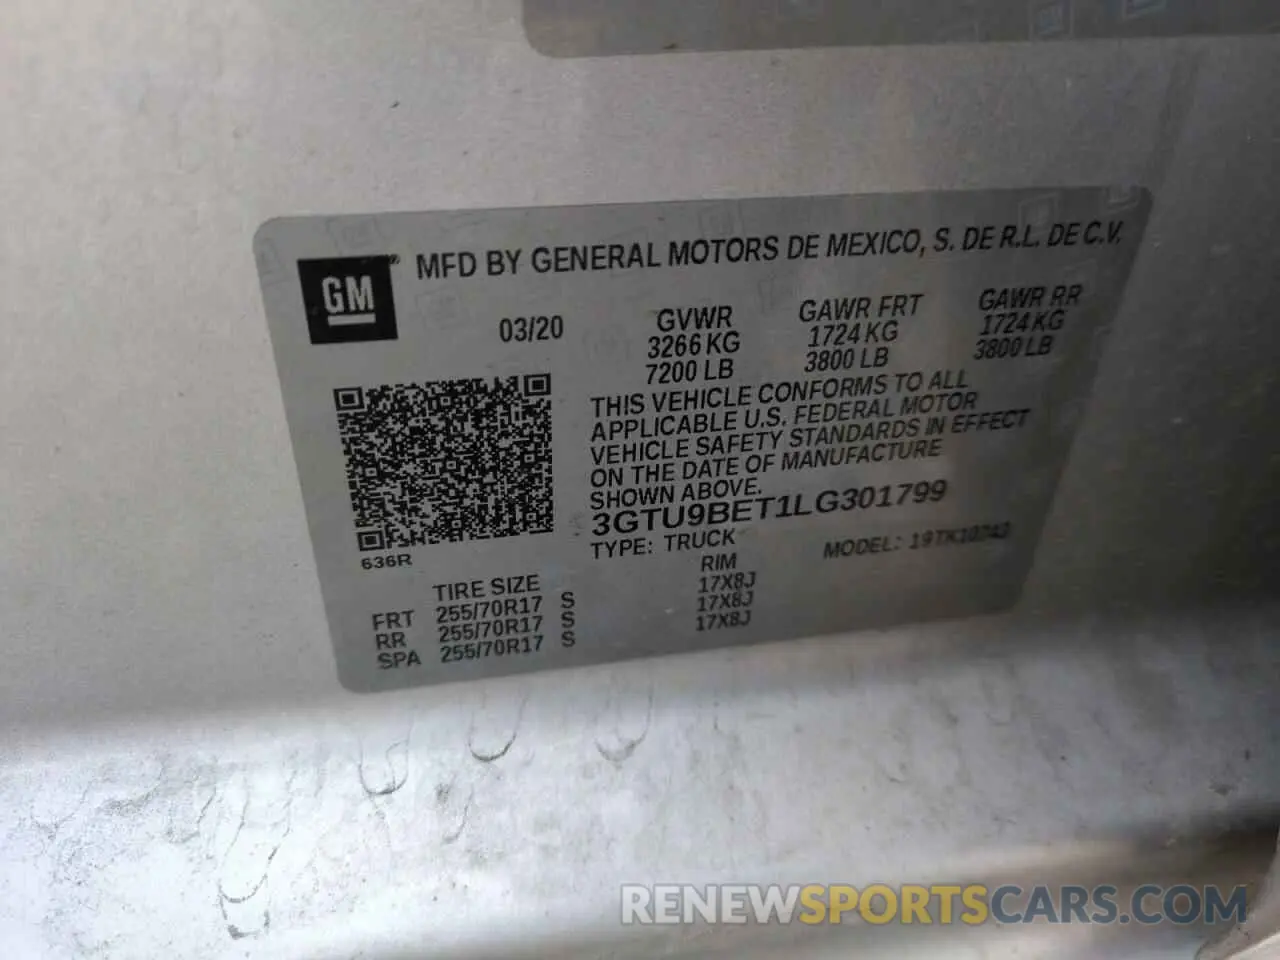 GM
MFD BY GENERAL MOTORS DE MEXICO, S. DE R.L. DE C.V.
03/20
GVWR GAWR FRT GAWR RR
3266 KG 1724 KG 1724 KG
7200 LB 3800 LB 3800 LB
THIS VEHICLE CONFORMS TO ALL
APPLICABLE U.S. FEDERAL MOTOR
VEHICLE SAFETY STANDARDS IN EFFECT
ON THE DATE OF MANUFACTURE
SHOWN ABOVE.
3GTU9BET1LG301799
TYPE: TRUCK MODEL:
636R
TIRE SIZE RIM
FRT 255/70R17 S 17X8J
RR 255/70R17 S 17X8J
SPA 255/70R17 S 17X8J
RENEWSPORTSCARS.COM